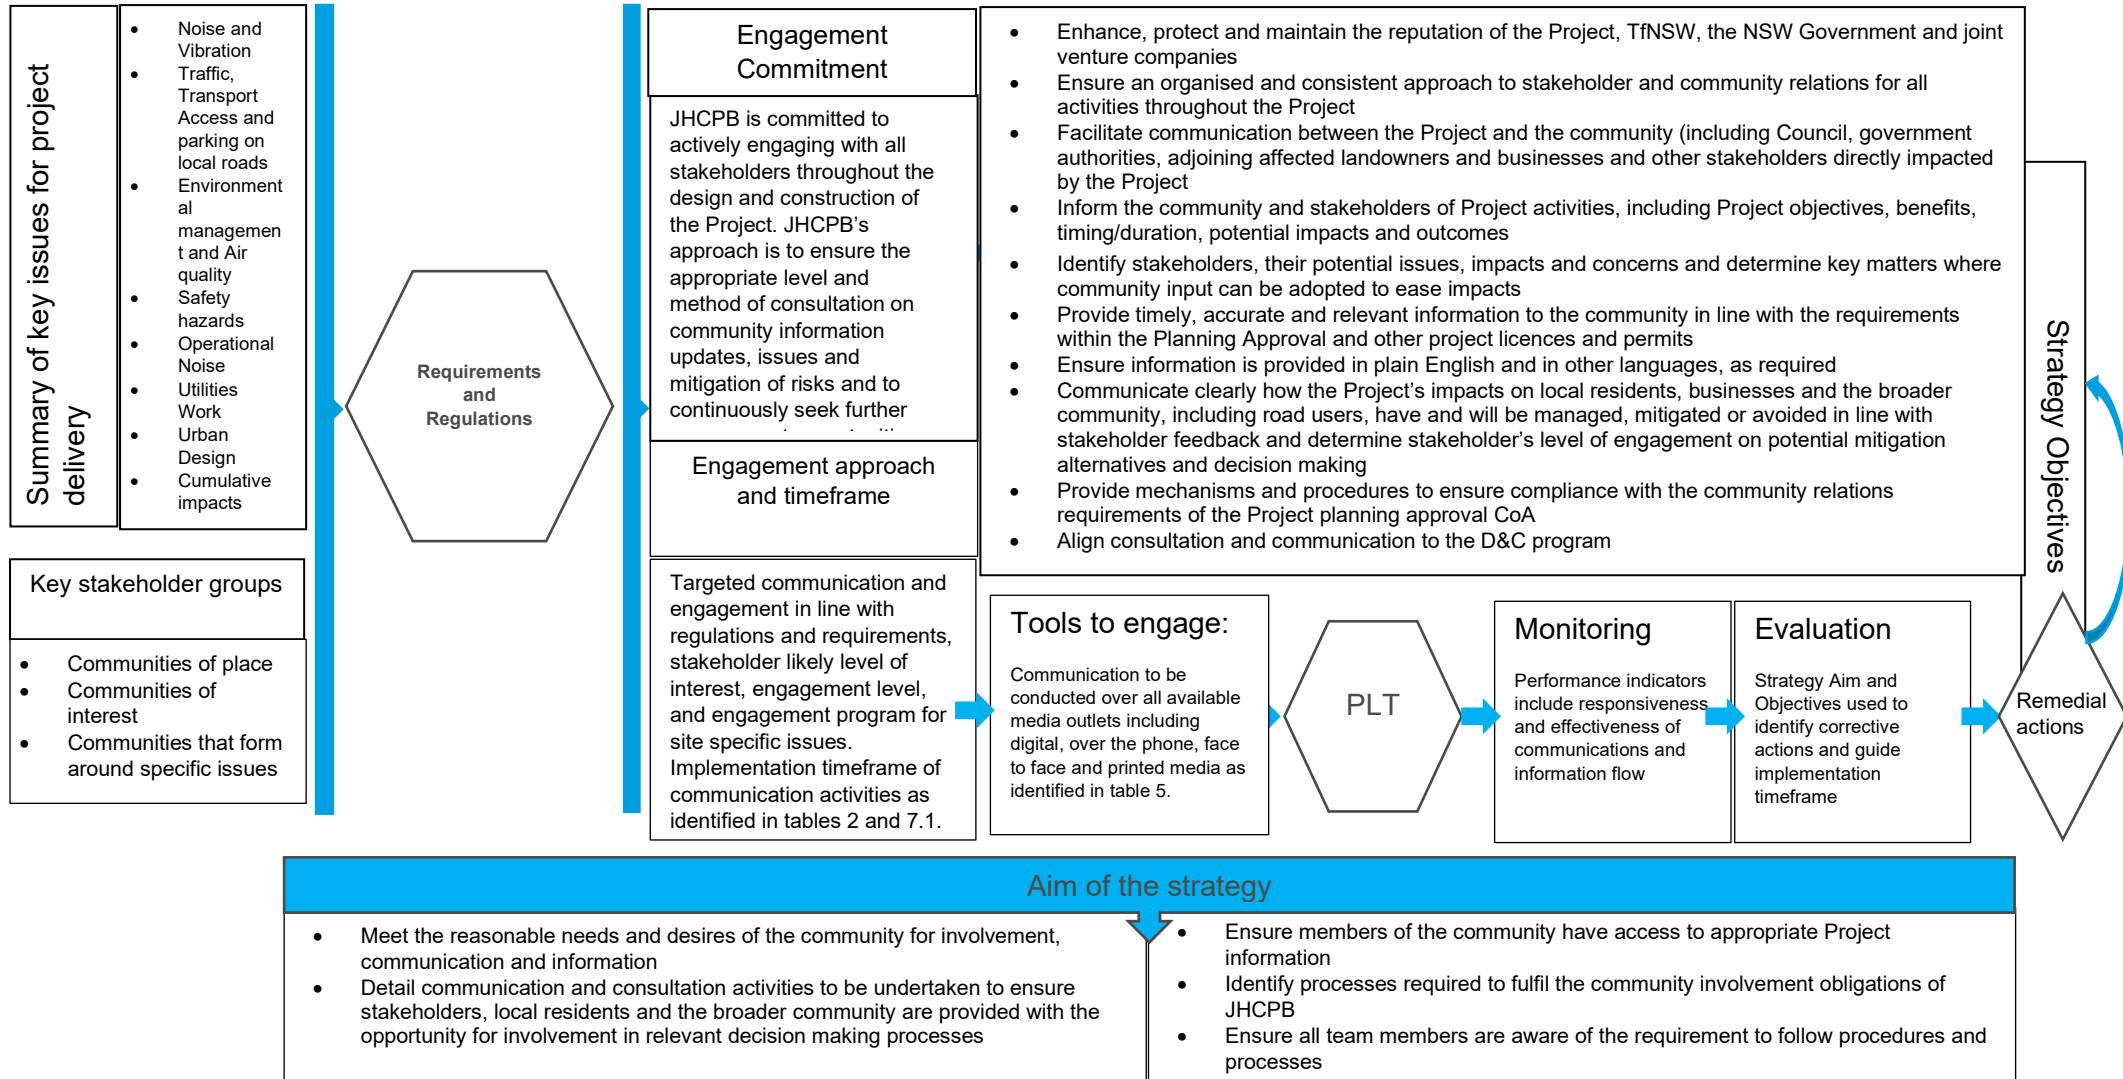 Summary of key issues for project
delivery
• Noise and
Vibration
• Traffic,
Transport
Access and
parking on
local roads
• Environment
al
managemen
t and Air
quality
• Safety
hazards
• Operational
Noise
• Utilities
Work
• Urban
Design
• Cumulative
impacts
Key stakeholder groups
• Communities of place
• Communities of
interest
• Communities that form
around specific issues
Requirements
and
Regulations
Engagement
Commitment
JHCPB is committed to
actively engaging with all
stakeholders throughout the
design and construction of
the Project. JHCPB's
approach is to ensure the
appropriate level and
method of consultation on
community information
updates, issues and
mitigation of risks and to
continuously seek further
Engagement approach
and timeframe
Targeted communication and
engagement in line with
regulations and requirements,
stakeholder likely level of
interest, engagement level,
and engagement program for
site specific issues.
Implementation timeframe of
communication activities as
identified in tables 2 and 7.1.
• Enhance, protect and maintain the reputation of the Project, TfNSW, the NSW Government and joint
venture companies
• Ensure an organised and consistent approach to stakeholder and community relations for all
activities throughout the Project
• Facilitate communication between the Project and the community (including Council, government
authorities, adjoining affected landowners and businesses and other stakeholders directly impacted
by the Project
• Inform the community and stakeholders of Project activities, including Project objectives, benefits,
timing/duration, potential impacts and outcomes
• Identify stakeholders, their potential issues, impacts and concerns and determine key matters where
community input can be adopted to ease impacts
• Provide timely, accurate and relevant information to the community in line with the requirements
within the Planning Approval and other project licences and permits
• Ensure information is provided in plain English and in other languages, as required
• Communicate clearly how the Project's impacts on local residents, businesses and the broader
community, including road users, have and will be managed, mitigated or avoided in line with
stakeholder feedback and determine stakeholder's level of engagement on potential mitigation
alternatives and decision making
• Provide mechanisms and procedures to ensure compliance with the community relations
requirements of the Project planning approval CoA
• Align consultation and communication to the D&C program
Strategy Objectives
Tools to engage:
Communication to be
conducted over all available
media outlets including
digital, over the phone, face
to face and printed media as
identified in table 5.
PLT
Monitoring
Performance indicators
include responsiveness
and effectiveness of
communications and
information flow
Evaluation
Strategy Aim and
Objectives used to
identify corrective
actions and guide
implementation
timeframe
Remedial
actions
Aim of the strategy
• Meet the reasonable needs and desires of the community for involvement,
communication and information
• Detail communication and consultation activities to be undertaken to ensure
stakeholders, local residents and the broader community are provided with the
opportunity for involvement in relevant decision making processes
• Ensure members of the community have access to appropriate Project
information
• Identify processes required to fulfil the community involvement obligations of
JHCPB
• Ensure all team members are aware of the requirement to follow procedures and
processes